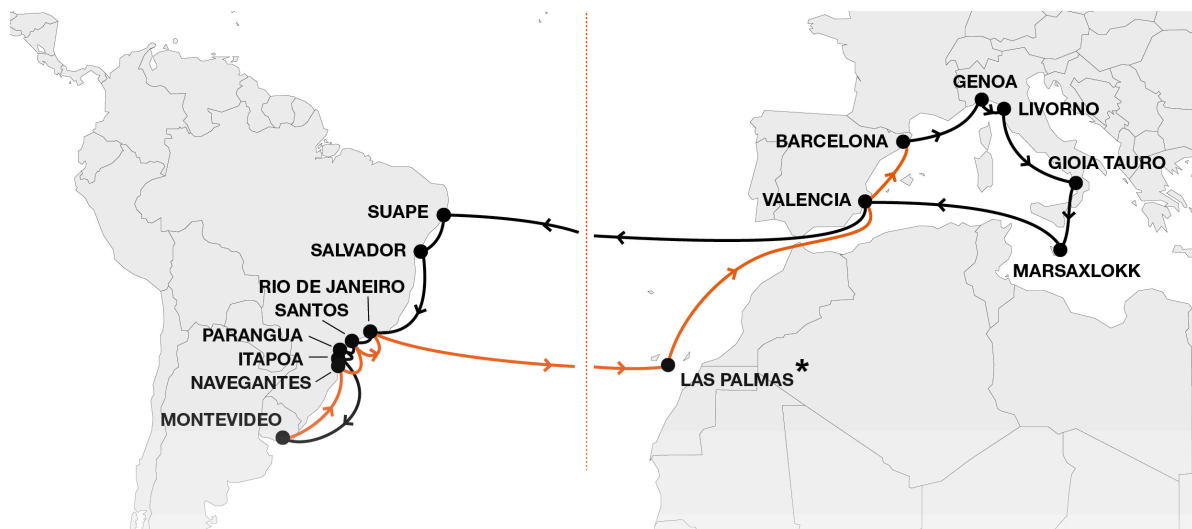 GENOA
LIVORNO
BARCELONA
GIOIA TAURO
VALENCIA
SUAPE
SALVADOR
MARSAXLOKK
RIO DE JANEIRO
SANTOS
PARANGUA
ITAPOA
LAS PALMAS*
NAVEGANTES
MONTEVIDEO